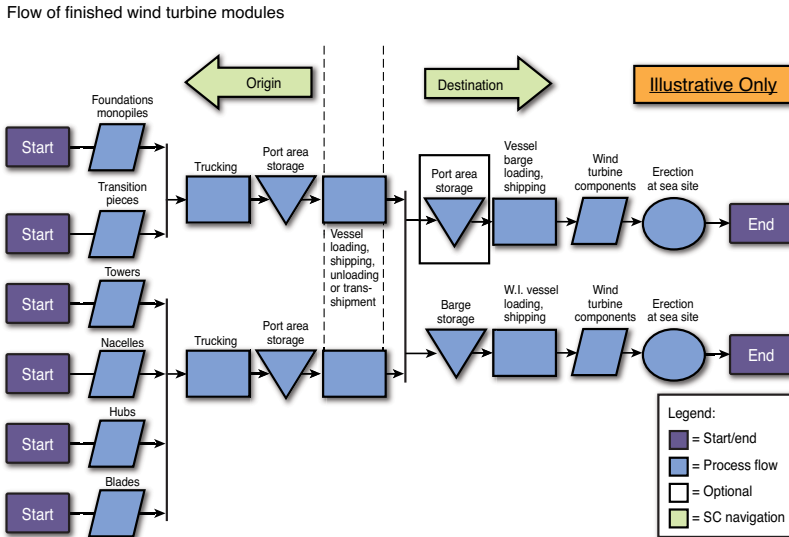 Flow of finished wind turbine modules
Origin
Destination
Illustrative Only
Foundations
monopiles
Start
Transition
pieces
Start
Trucking
Port area
storage
Vessel
loading,
shipping,
unloading
or trans-
shipment
Port area
storage
Vessel
barge
loading,
shipping
Wind
turbine
components
Erection
at sea site
End
Towers
Start
Nacelles
Start
Hubs
Start
Blades
Start
Trucking
Port area
storage
Barge
storage
W.I. vessel
loading,
shipping
Wind
turbine
components
Erection
at sea site
End
Legend:
= Start/end
= Process flow
= Optional
= SC navigation